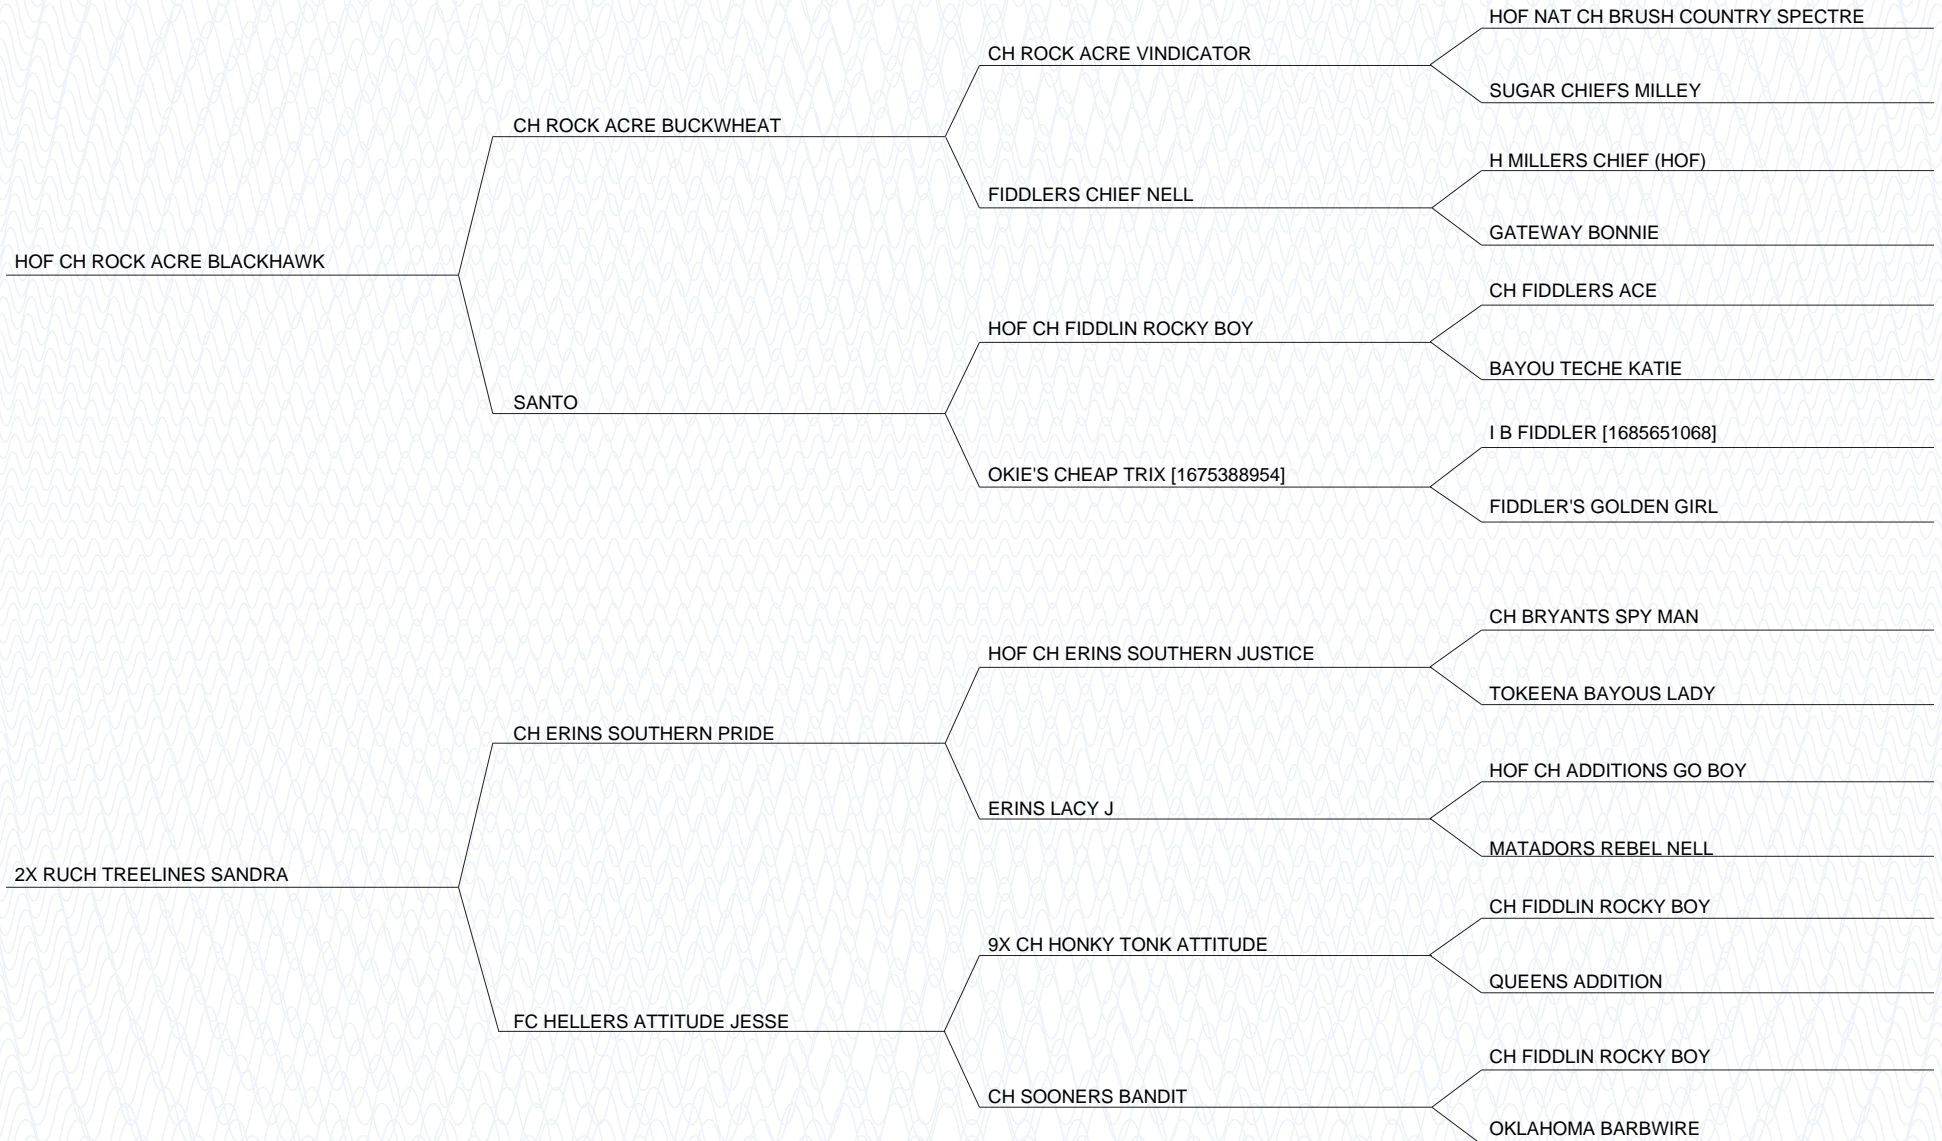 HOF NAT CH BRUSH COUNTRY SPECTRE
CH ROCK ACRE VINDICATOR
SUGAR CHIEFS MILLEY
CH ROCK ACRE BUCKWHEAT
H MILLERS CHIEF (HOF)
FIDDLERS CHIEF NELL
GATEWAY BONNIE
HOF CH ROCK ACRE BLACKHAWK
CH FIDDLERS ACE
HOF CH FIDDLIN ROCKY BOY
BAYOU TECHE KATIE
SANTO
I B FIDDLER [1685651068]
OKIE'S CHEAP TRIX [1675388954]
FIDDLER'S GOLDEN GIRL
CH BRYANTS SPY MAN
HOF CH ERINS SOUTHERN JUSTICE
TOKEENA BAYOUS LADY
CH ERINS SOUTHERN PRIDE
HOF CH ADDITIONS GO BOY
ERINS LACY J
MATADORS REBEL NELL
2X RUCH TREELINES SANDRA
CH FIDDLIN ROCKY BOY
9X CH HONKY TONK ATTITUDE
QUEENS ADDITION
FC HELLERS ATTITUDE JESSE
CH FIDDLIN ROCKY BOY
CH SOONERS BANDIT
OKLAHOMA BARBWIRE